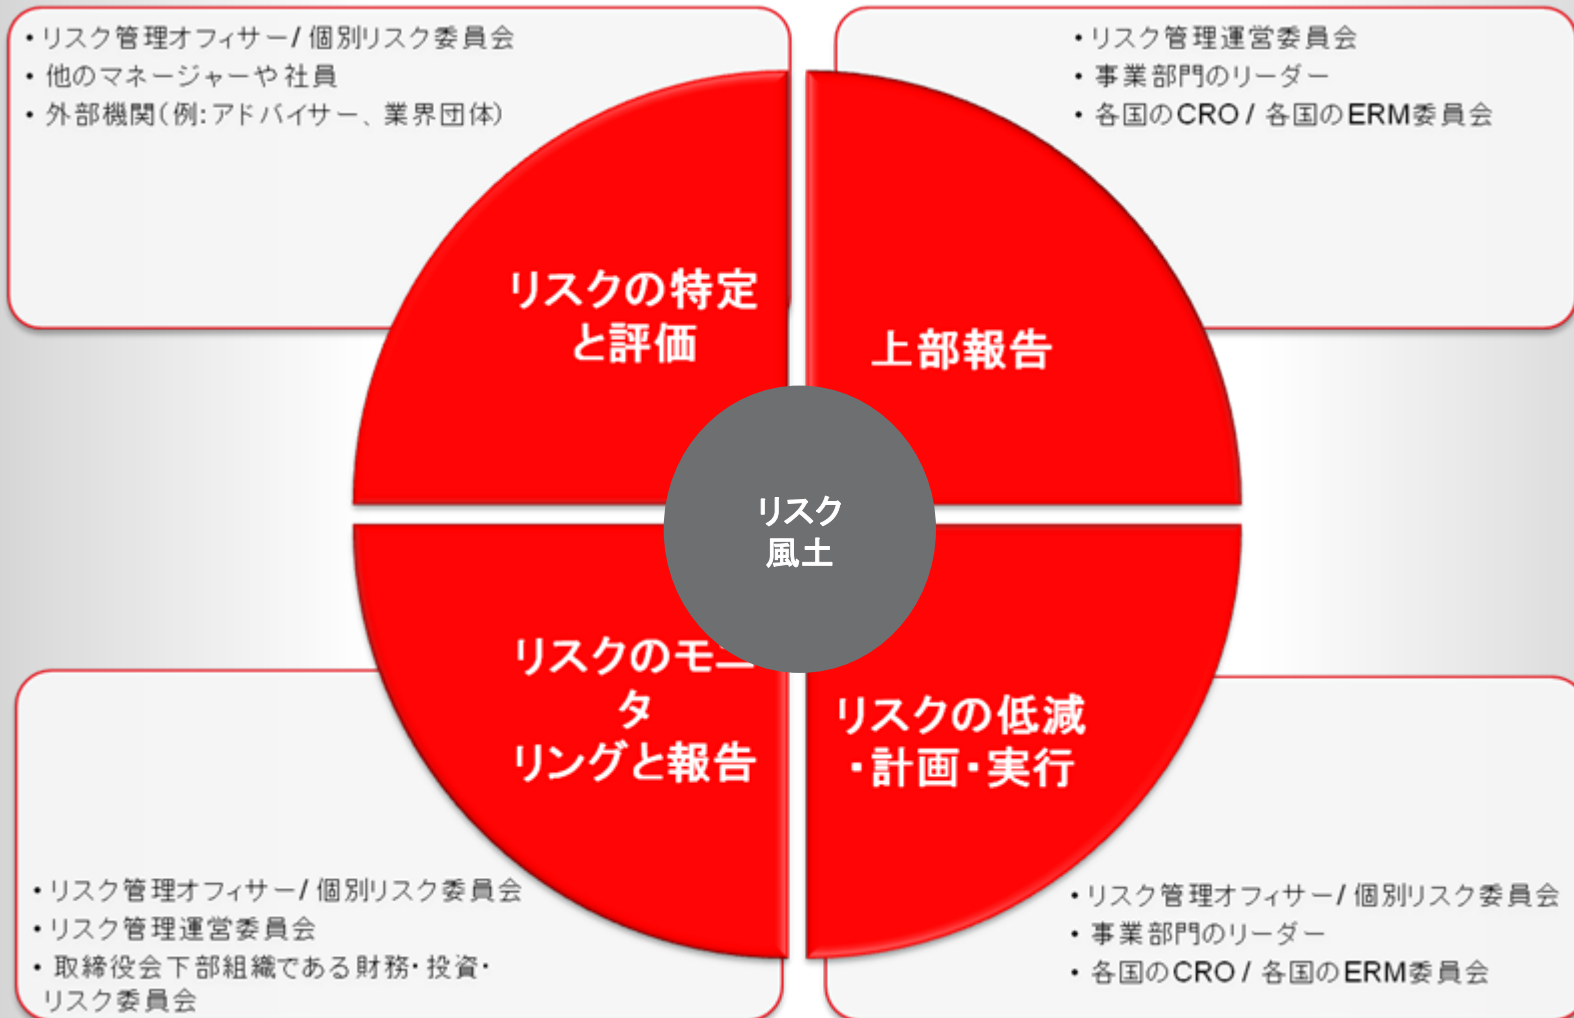 ・リスク管理オフィサー/ 個別リスク委員会
・他のマネージャーや社員
・外部機関(例:アドバイサー、業界団体)
・リスク管理運営委員会
・事業部門のリーダー
・各国のCRO / 各国のERM委員会
リスクの特定
と評価
上部報告
リスク
風土
リスクのモニ
タ
リングと報告
リスクの低減
・計画・実行
・リスク管理オフィサー/ 個別リスク委員会
・リスク管理運営委員会
・取締役会下部組織である財務・投資・
リスク委員会
・リスク管理オフィサー/ 個別リスク委員会
・事業部門のリーダー
・各国のCRO / 各国のERM委員会